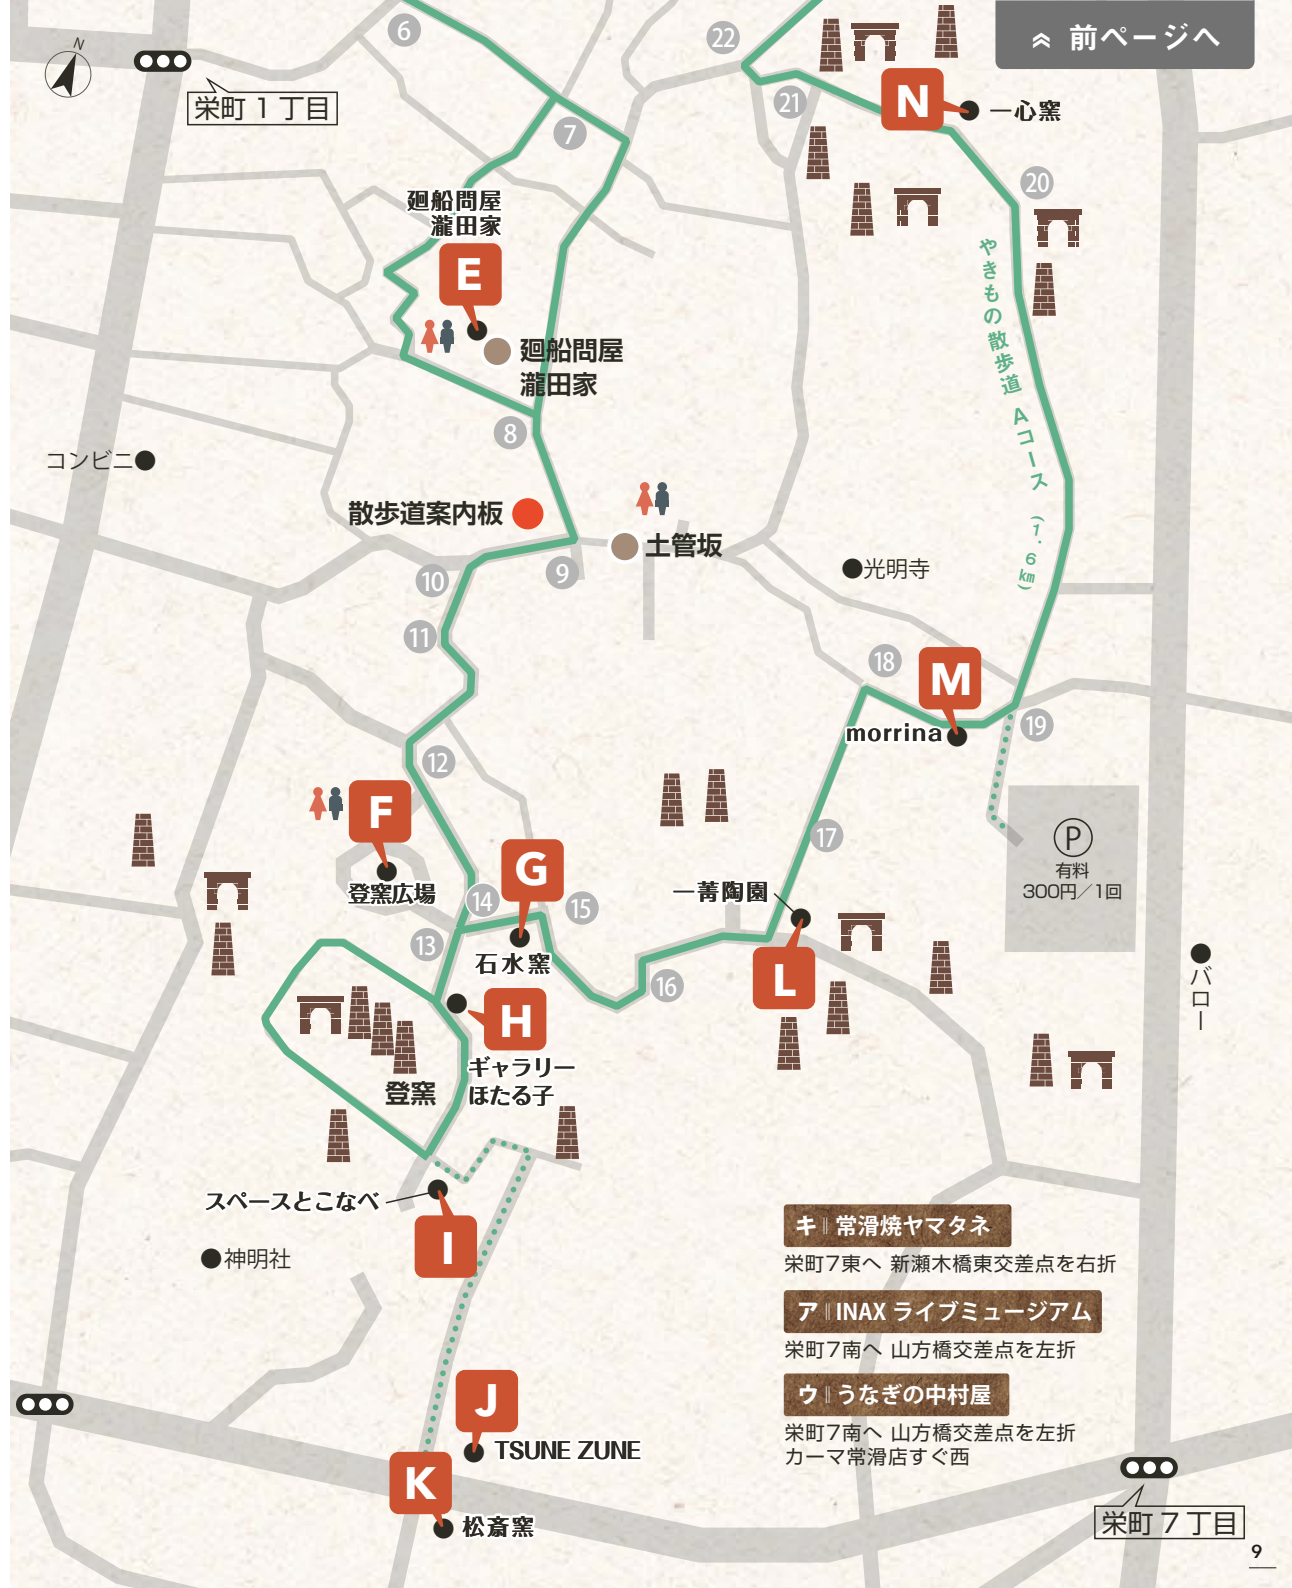 N
栄町1丁目
6
22
21
« 前ページへ
N
一心窯
7
20
廻船問屋
瀧田家
E
廻船問屋
瀧田家
やきもの散歩道 Aコース (1.6km)
8
コンビニ
散歩道案内板
土管坂
9
10
光明寺
11
18
M
morrina
19
12
F
登窯広場
17
P
有料
300円/1回
G
14
15
一菁陶園
石水窯
13
16
L
バロー
H
ギャラリー
ほたる子
登窯
スペースとこなべ
I
神明社
キ 常滑焼ヤマタネ
栄町7東へ 新瀬木橋東交差点を右折
ア INAX ライブミュージアム
栄町7南へ 山方橋交差点を左折
ウ うなぎの中村屋
栄町7南へ 山方橋交差点を左折
カーマ常滑店すぐ西
J
TSUNE ZUNE
K
松斎窯
栄町7丁目
9